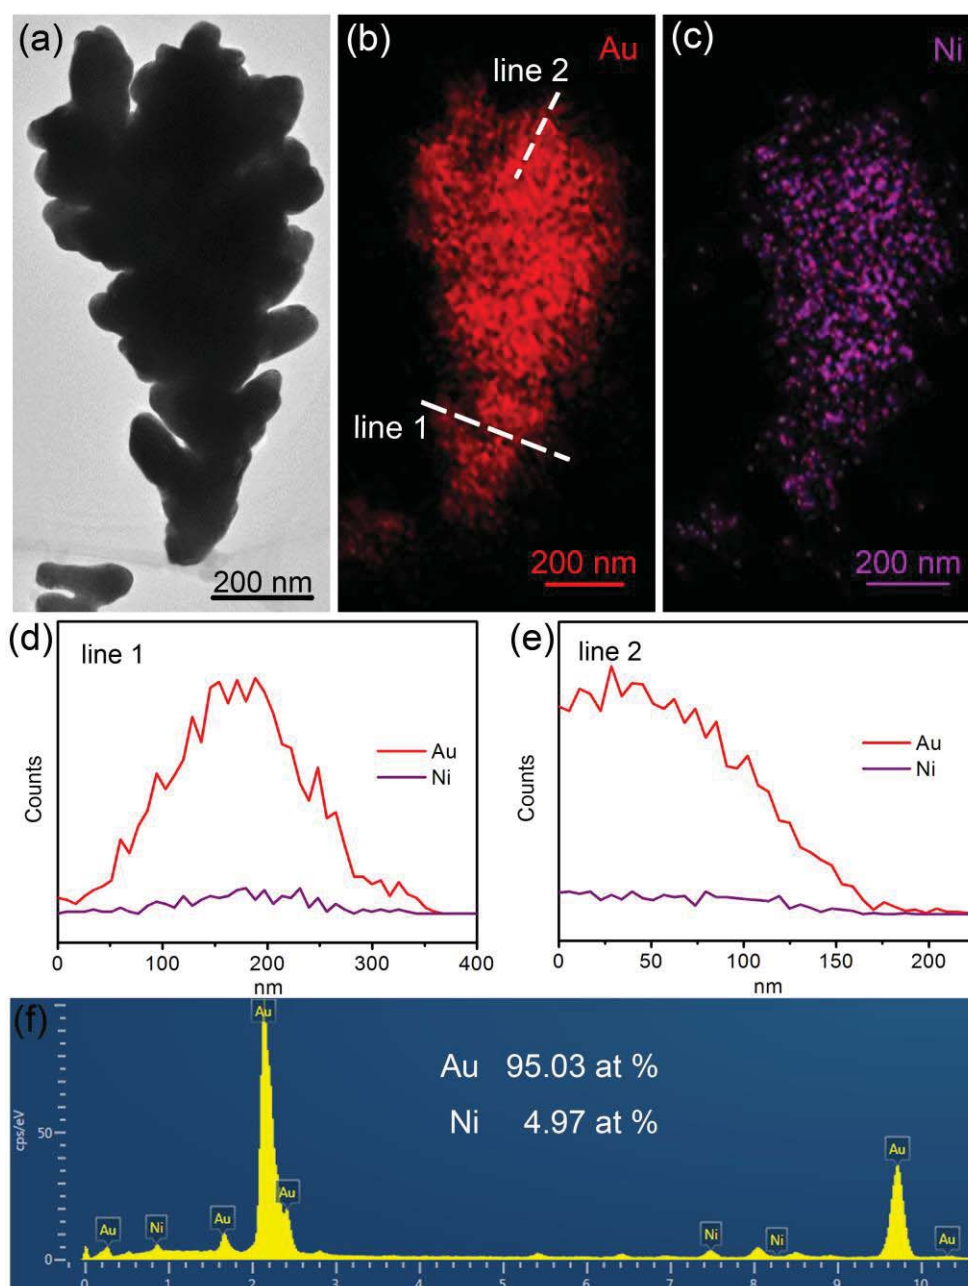 (a)
200 nm
(b) Au
line 2
line 1
200 nm
(c) Ni
200 nm
(d)
line 1
Au
Ni
Counts
0 100 200 300 400
nm
(e)
line 2
Au
Ni
Counts
0 50 100 150 200
nm
(f)
Au 95.03 at %
Ni 4.97 at %
cps/eV
50
0
Au
Ni
Au
Au
Au
Ni
Ni
Au
Au
0 1 2 3 4 5 6 7 8 9 10